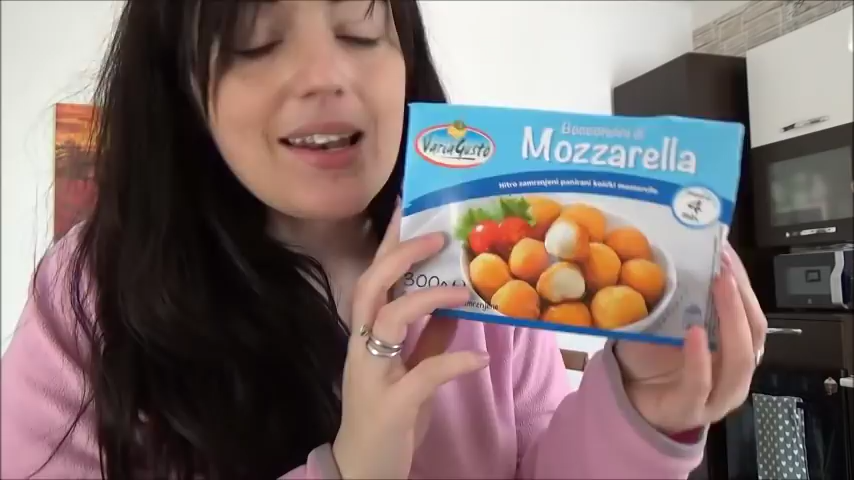 VariaGusto
Bocconcini di
Mozzarella
hitro zamrznjeni panirani koščki mozzarelle
4
300g